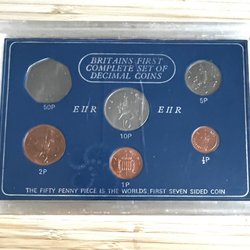 BRITAINS FIRST
COMPLETE SET OF
DECIMAL COINS
50P
5P
EIIR
EIIR
10P
2P
½P
1P
THE FIFTY PENNY PIECE IS THE WORLDS FIRST SEVEN SIDED COIN